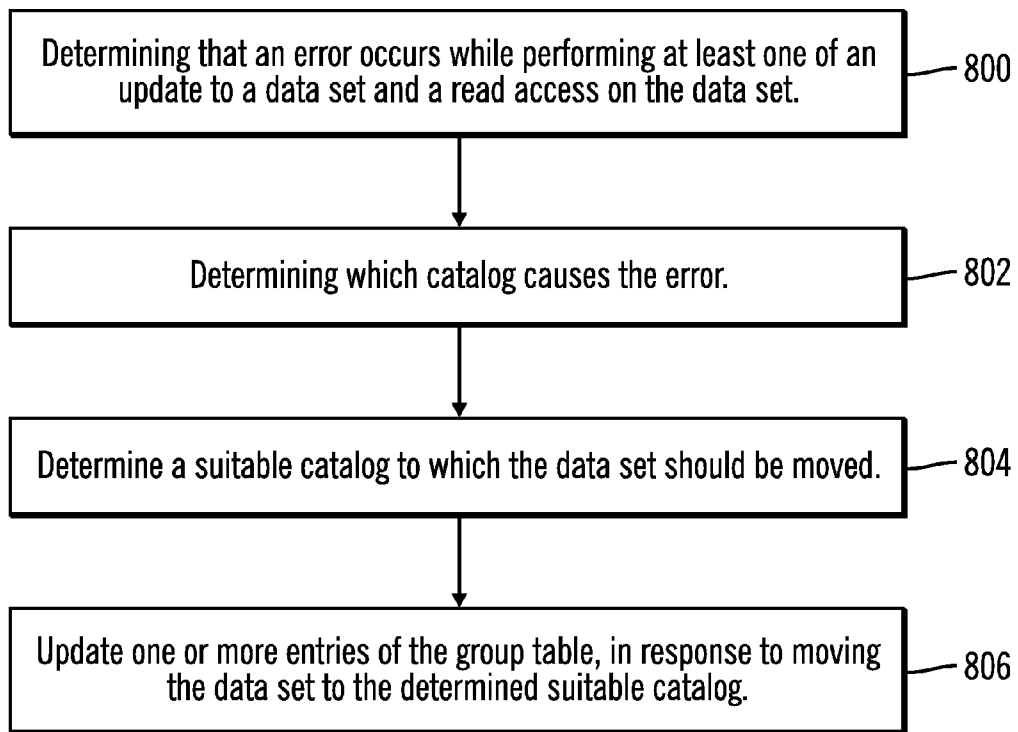 Determining that an error occurs while performing at least one of an
update to a data set and a read access on the data set.
800
Determining which catalog causes the error.
802
Determine a suitable catalog to which the data set should be moved.
804
Update one or more entries of the group table, in response to moving
the data set to the determined suitable catalog.
806